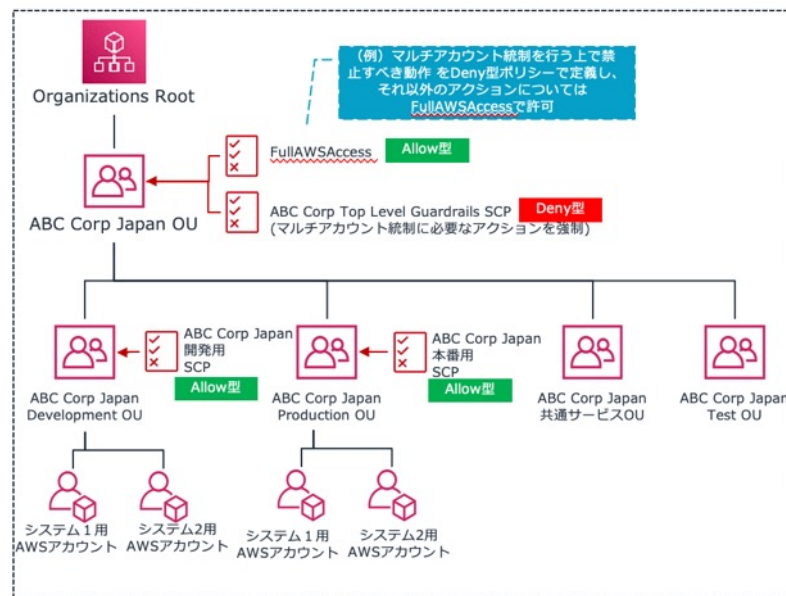 (例)マルチアカウント統制を行う上で禁
止すべき動作 をDeny型ポリシーで定義し、
それ以外のアクションについては
FullAWSAccessで許可
Organizations Root
FullAWSAccess
Allow型
ABC Corp Top Level Guardrails SCP
Deny型
(マルチアカウント統制に必要なアクションを強制)
ABC Corp Japan OU
ABC Corp Japan
開発用
SCP
Allow型
ABC Corp Japan
本番用
SCP
Allow型
ABC Corp Japan
Development OU
ABC Corp Japan
Production OU
ABC Corp Japan
共通サービスOU
ABC Corp Japan
Test OU
システム1用
AWSアカウント
システム2用
AWSアカウント
システム1用
AWSアカウント
システム2用
AWSアカウント